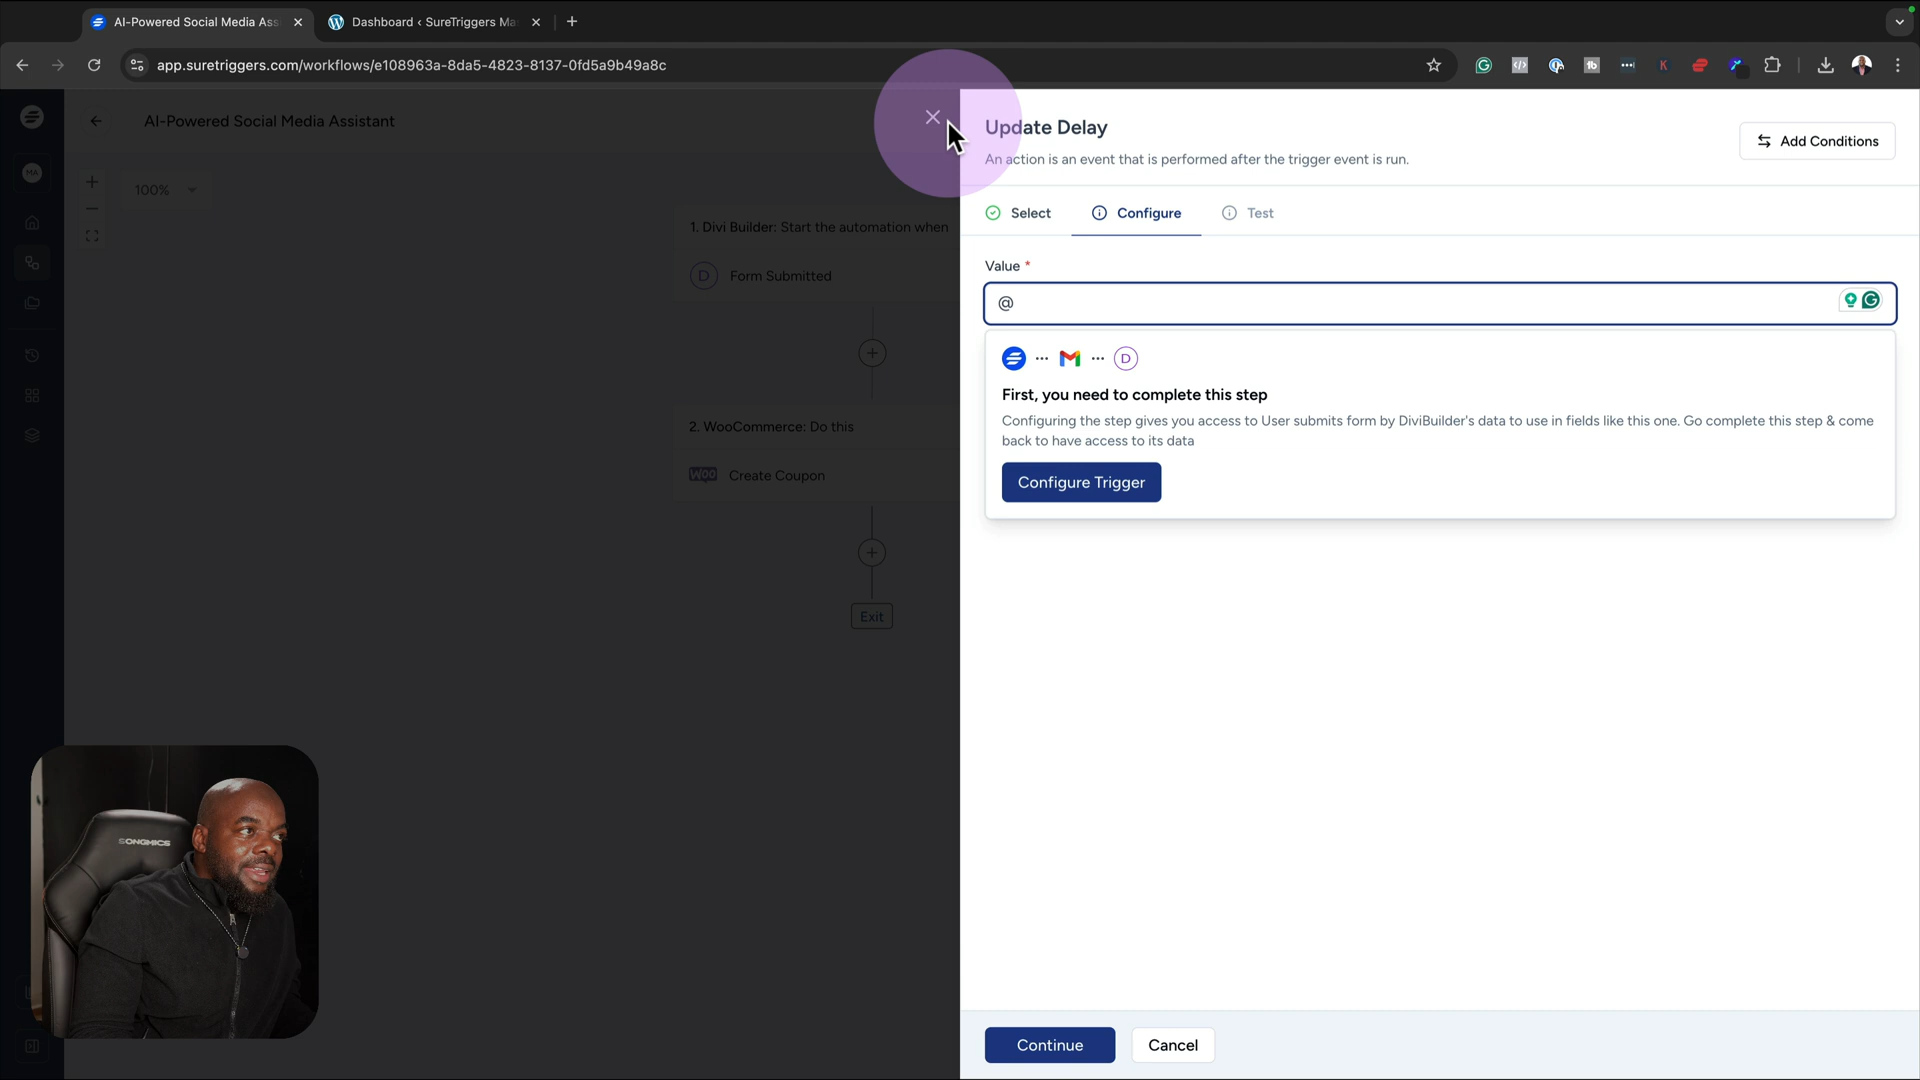 AI-Powered Social Media Ass
Dashboard ‹ SureTriggers Ma
app.suretriggers.com/workflows/e108963a-8da5-4823-8137-0fd5a9b49a8c
AI-Powered Social Media Assistant
MA
100%
1. Divi Builder: Start the automation when
D Form Submitted
2. WooCommerce: Do this
Woo Create Coupon
Exit
Update Delay
An action is an event that is performed after the trigger event is run.
Add Conditions
Select
Configure
Test
Value *
@
D
First, you need to complete this step
Configuring the step gives you access to User submits form by DiviBuilder's data to use in fields like this one. Go complete this step & come
back to have access to its data
Configure Trigger
Continue
Cancel
SONGMICS